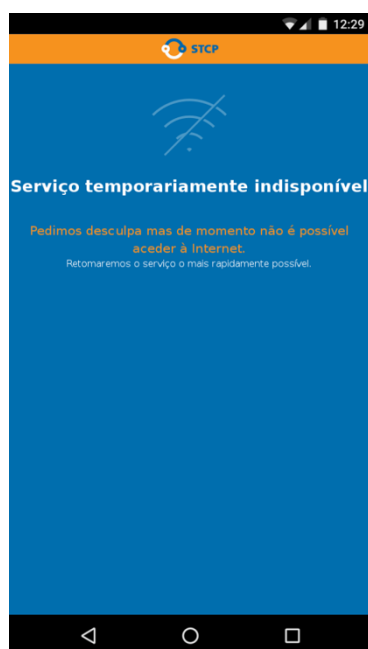 12:29
STCP
Serviço temporariamente indisponível
Pedimos desculpa mas de momento não é possível
aceder à Internet.
Retomaremos o serviço o mais rapidamente possível.